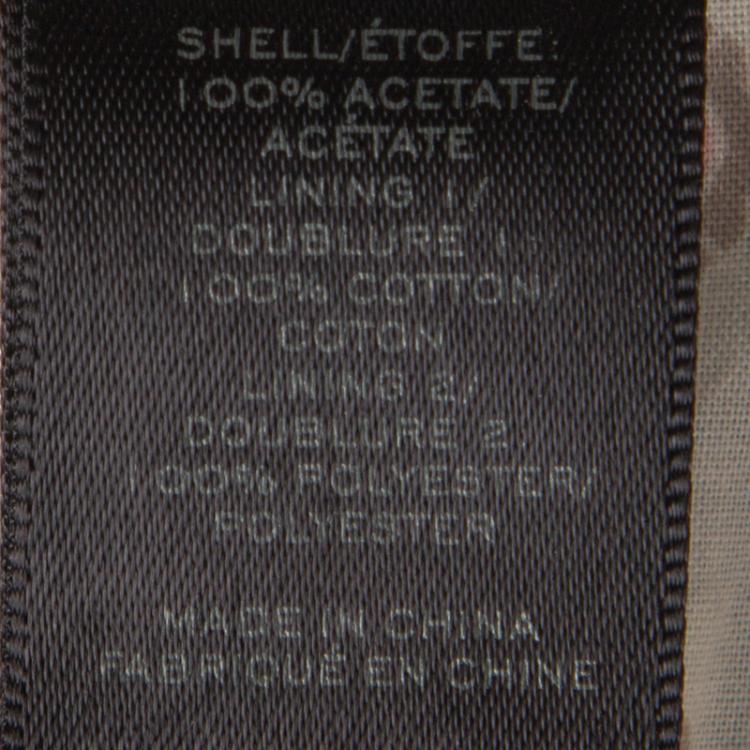 SHELL/ÉTOFFE:
100% ACETATE/
ACÉTATE
LINING 1/
DOUBLURE 1:
100% COTTON/
COTON
LINING 2/
DOUBLURE 2:
100% POLYESTER/
POLYESTER
MADE IN CHINA
FABRIQUÉ EN CHINE